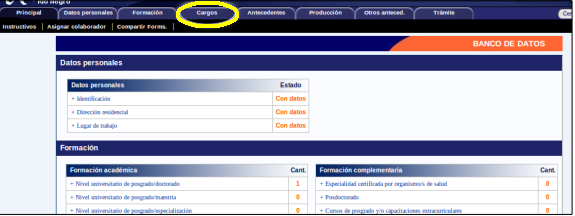 Río Negro
Principal Datos personales Formación Cargos Antecedentes Producción Otros anteced. Trámite
Instructivos Asignar colaborador Compartir Forms.
BANCO DE DATOS
Datos personales
Datos personales Estado
+ Identificación Con datos
+ Dirección residencial Con datos
+ Lugar de trabajo Con datos
Formación
Formación académica Cant. Formación complementaria Cant.
+ Nivel universitario de posgrado/doctorado 1 + Especialidad certificada por organismo/s de salud 0
+ Nivel universitario de posgrado/maestría 0 + Posdoctorado 0
+ Nivel universitario de posgrado/especialización 0 + Cursos de posgrado y/o capacitaciones extracurriculares 0